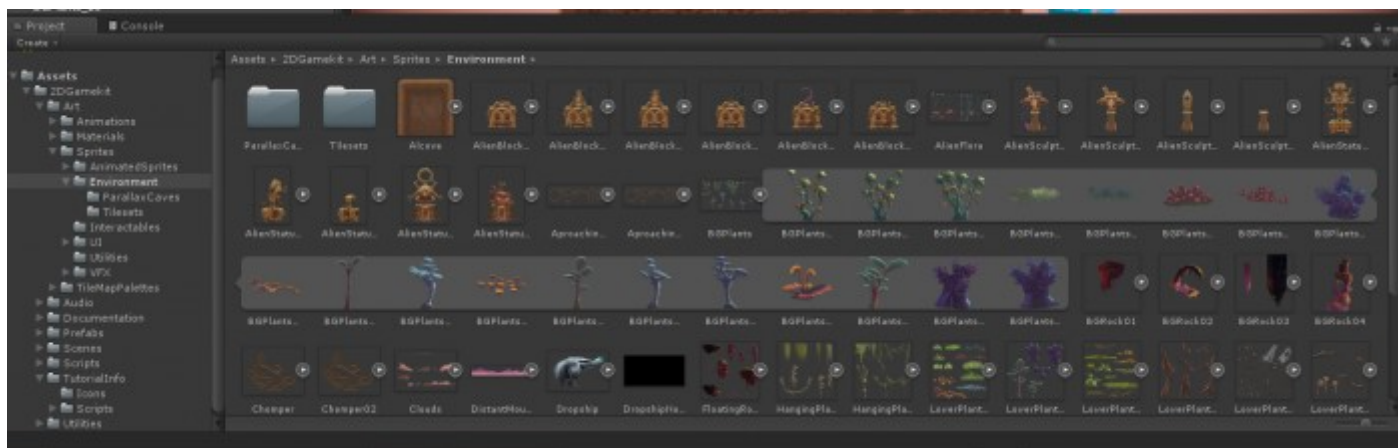 Project
Console
Create
Assets ▸ 2DGamekit ▸ Art ▸ Sprites ▸ Environment ▸
Assets
2DGamekit
Art
Animations
Materials
Sprites
AnimatedSprites
Environment
ParallaxCaves
Tilesets
Interactables
UI
Utilities
VFX
TileMapPalettes
Audio
Documentation
Prefabs
Scenes
Scripts
TutorialInfo
Icons
Scripts
Utilities
ParallaxCa... Tilesets Alcove AlienBlock... AlienBlock... AlienBlock... AlienBlock... AlienBlock... AlienBlock... AlienFlora AlienSculpt... AlienSculpt... AlienSculpt... AlienSculpt... AlienStatu...
AlienStatu... AlienStatu... AlienStatu... AlienStatu... Aproachin... Aproachin... BGPlants BGPlants... BGPlants... BGPlants... BGPlants... BGPlants... BGPlants... BGPlants... BGPlants...
BGPlants... BGPlants... BGPlants... BGPlants... BGPlants... BGPlants... BGPlants... BGPlants... BGPlants... BGPlants... BGPlants... BGRock01 BGRock02 BGRock03 BGRock04
Chomper Chomper02 Clouds DistantMou... Dropship DropshipNo... FloatingRo... HangingPla... HangingPla... LowerPlant... LowerPlant... LowerPlant... LowerPlant... LowerPlant... LowerPlant...